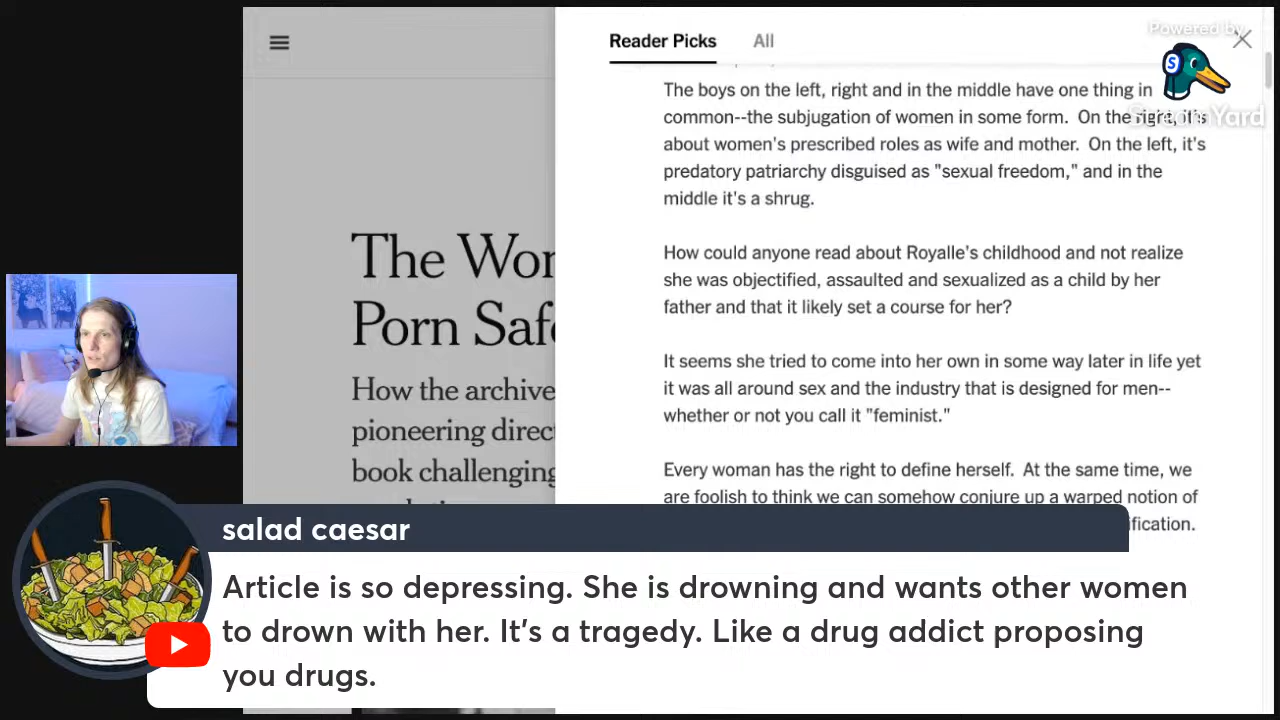 Reader Picks All
Powered by
StreamYard
The boys on the left, right and in the middle have one thing in
common--the subjugation of women in some form. On the right, it's
about women's prescribed roles as wife and mother. On the left, it's
predatory patriarchy disguised as "sexual freedom," and in the
middle it's a shrug.
How could anyone read about Royalle's childhood and not realize
she was objectified, assaulted and sexualized as a child by her
father and that it likely set a course for her?
It seems she tried to come into her own in some way later in life yet
it was all around sex and the industry that is designed for men--
whether or not you call it "feminist."
Every woman has the right to define herself. At the same time, we
are foolish to think we can somehow conjure up a warped notion of
ification.
The Wor
Porn Safe
How the archive
pioneering direct
book challenging
salad caesar
Article is so depressing. She is drowning and wants other women
to drown with her. It's a tragedy. Like a drug addict proposing
you drugs.